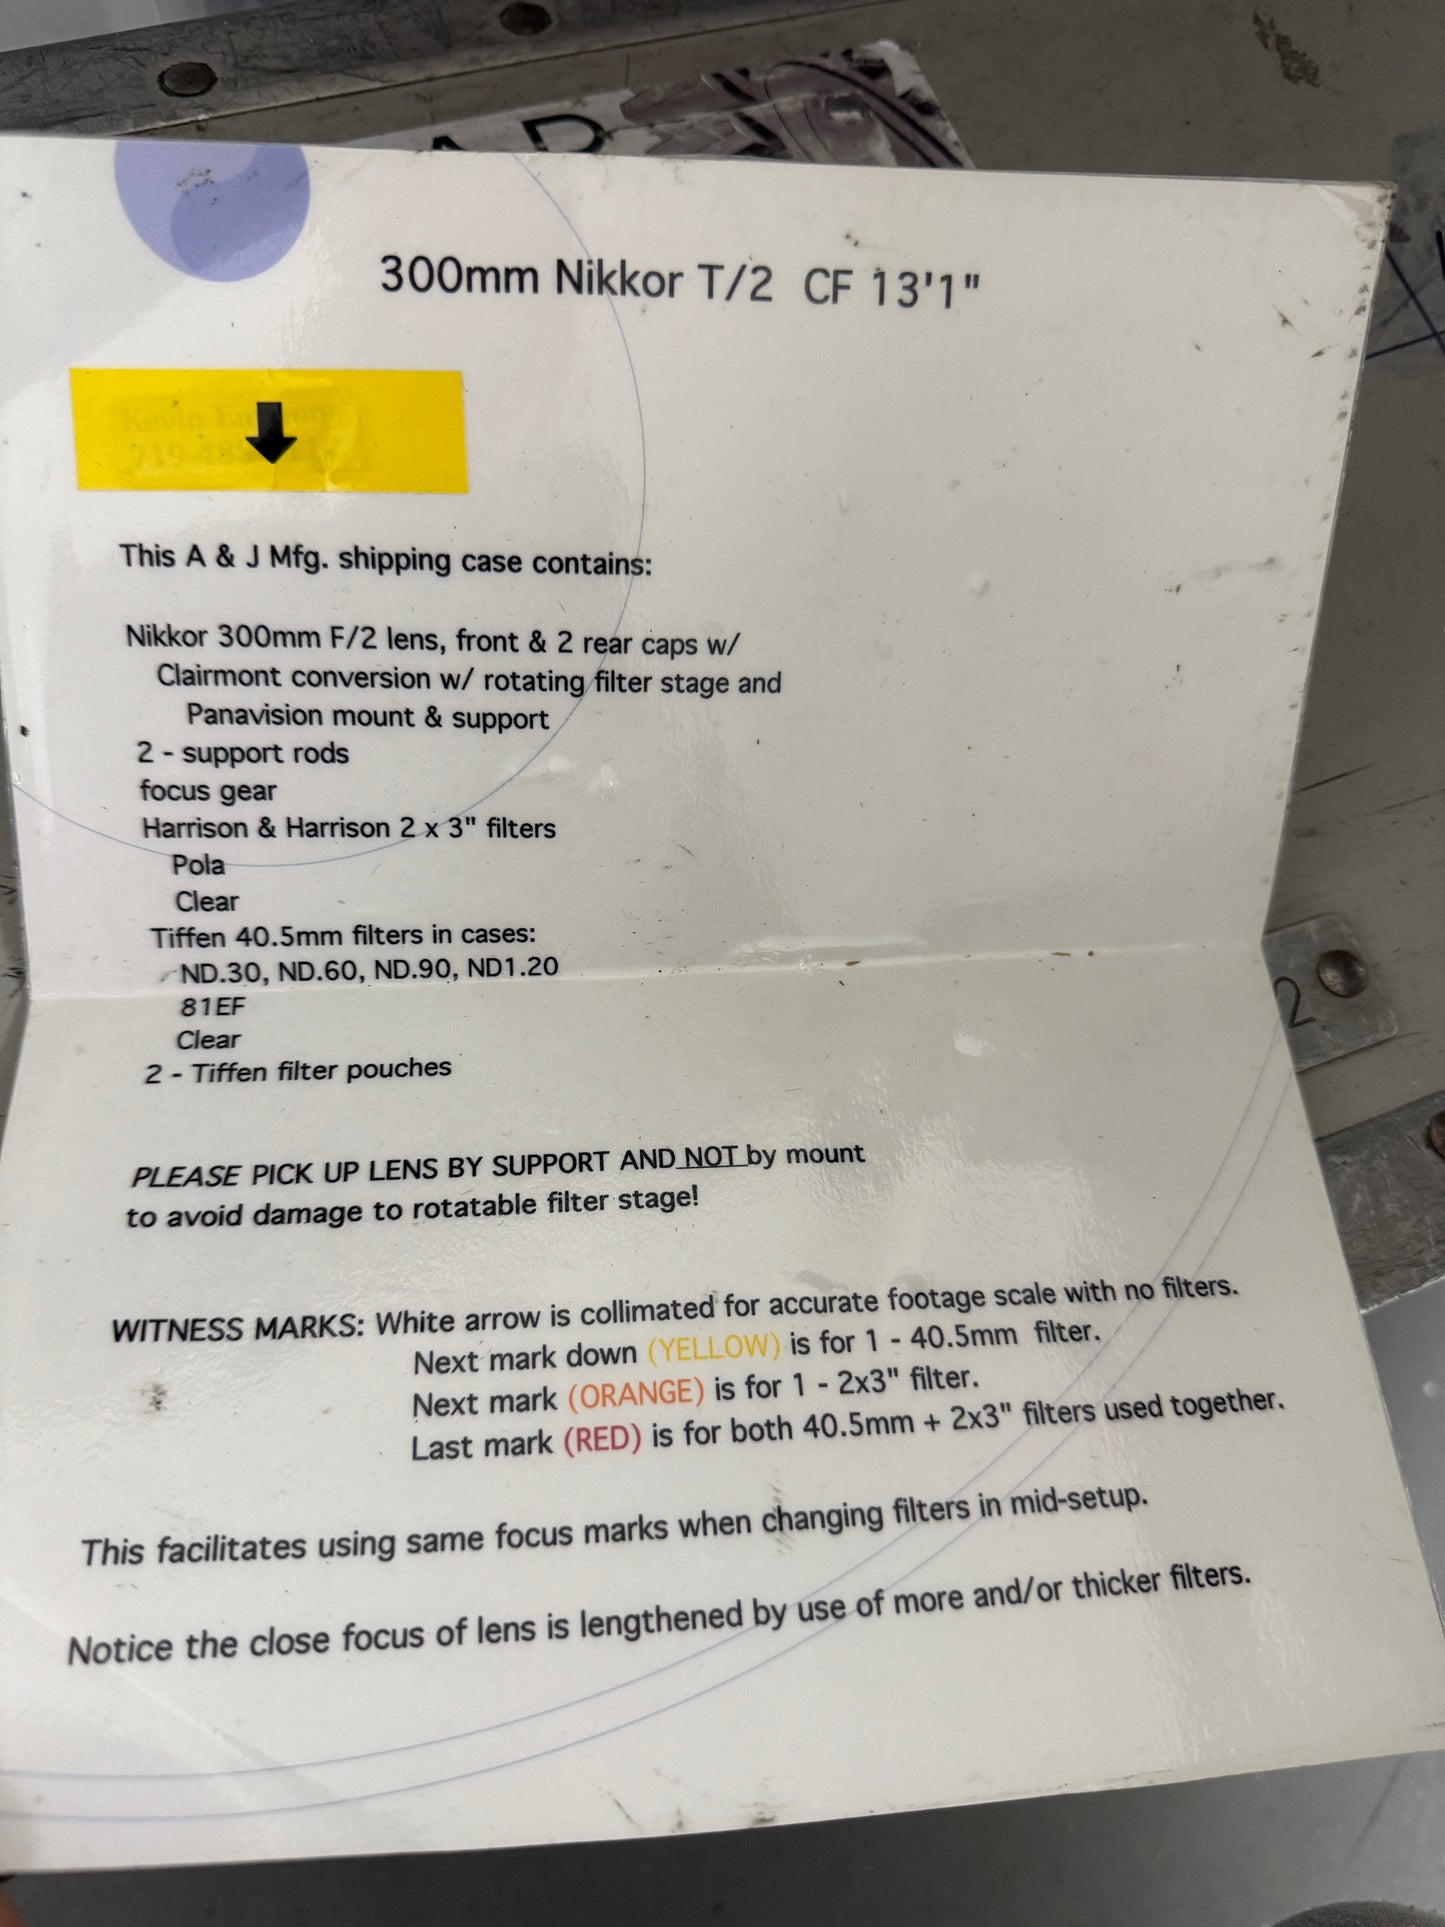 300mm Nikkor T/2 CF 13'1"
Kevin
719
This A & J Mfg. shipping case contains:
Nikkor 300mm F/2 lens, front & 2 rear caps w/
Clairmont conversion w/ rotating filter stage and
Panavision mount & support
2 - support rods
focus gear
Harrison & Harrison 2 x 3" filters
Pola
Clear
Tiffen 40.5mm filters in cases:
ND.30, ND.60, ND.90, ND1.20
81EF
Clear
2 - Tiffen filter pouches
PLEASE PICK UP LENS BY SUPPORT AND NOT by mount
to avoid damage to rotatable filter stage!
WITNESS MARKS: White arrow is collimated for accurate footage scale with no filters.
Next mark down (YELLOW) is for 1 - 40.5mm filter.
Next mark (ORANGE) is for 1 - 2x3" filter.
Last mark (RED) is for both 40.5mm + 2x3" filters used together.
This facilitates using same focus marks when changing filters in mid-setup.
Notice the close focus of lens is lengthened by use of more and/or thicker filters.
2